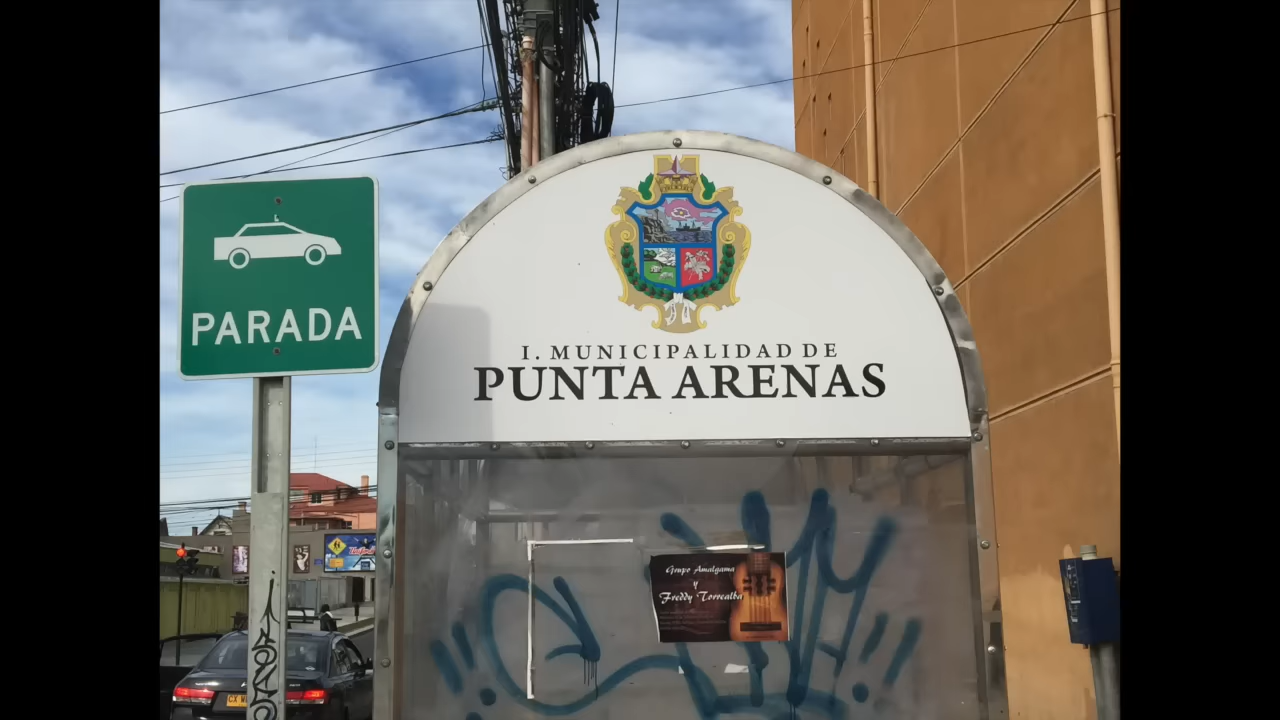 PARADA
I. MUNICIPALIDAD DE
PUNTA ARENAS
Grupo Amalgama
y
Freddy Torrealba